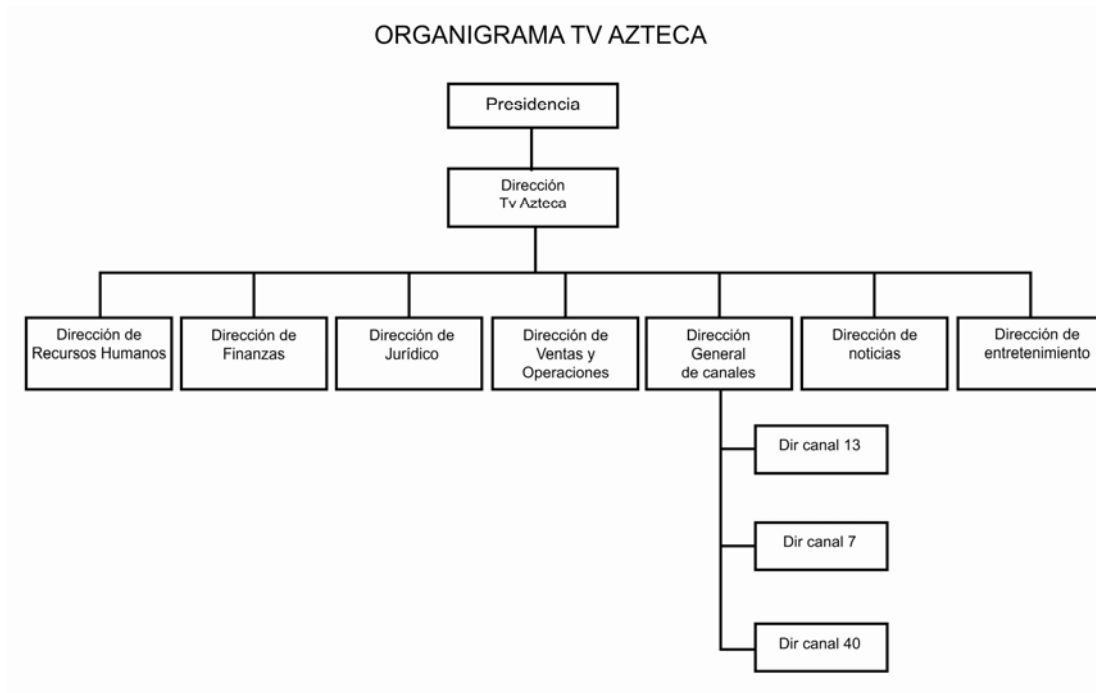 ORGANIGRAMA TV AZTECA
Presidencia
Dirección
Tv Azteca
Dirección de
Recursos Humanos
Dirección de
Finanzas
Dirección de
Jurídico
Dirección de
Ventas y
Operaciones
Dirección
General
de canales
Dirección de
noticias
Dirección de
entretenimiento
Dir canal 13
Dir canal 7
Dir canal 40